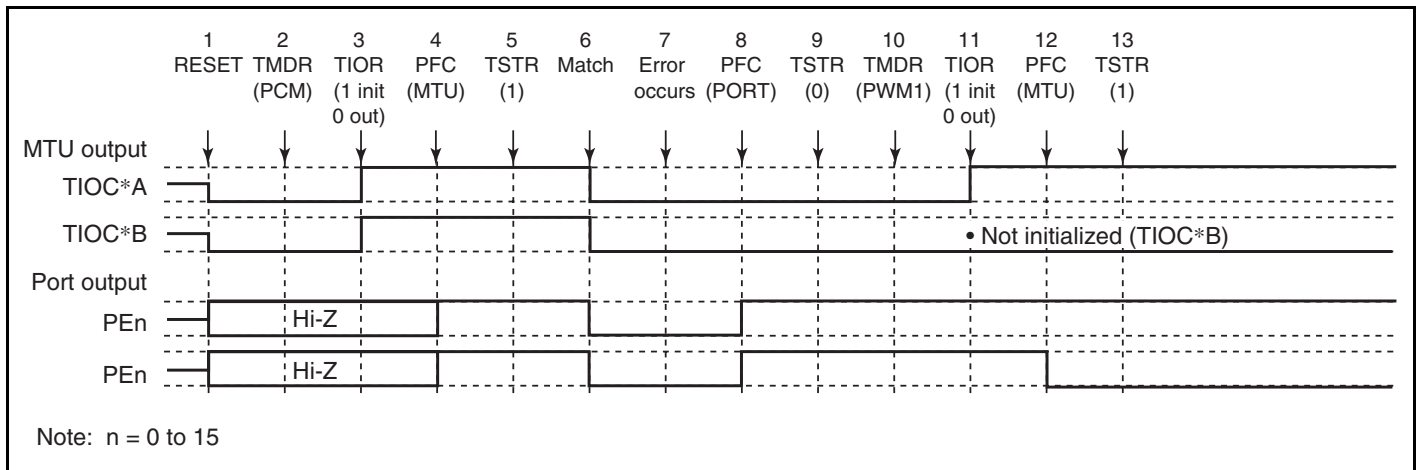 1 2 3 4 5 6 7 8 9 10 11 12 13
RESET TMDR TIOR PFC TSTR Match Error PFC TSTR TMDR TIOR PFC TSTR
(PCM) (1 init (MTU) (1) occurs (PORT) (0) (PWM1) (1 init (MTU) (1)
0 out) 0 out)
MTU output
TIOC*A
TIOC*B
• Not initialized (TIOC*B)
Port output
PEn Hi-Z
PEn Hi-Z
Note: n = 0 to 15